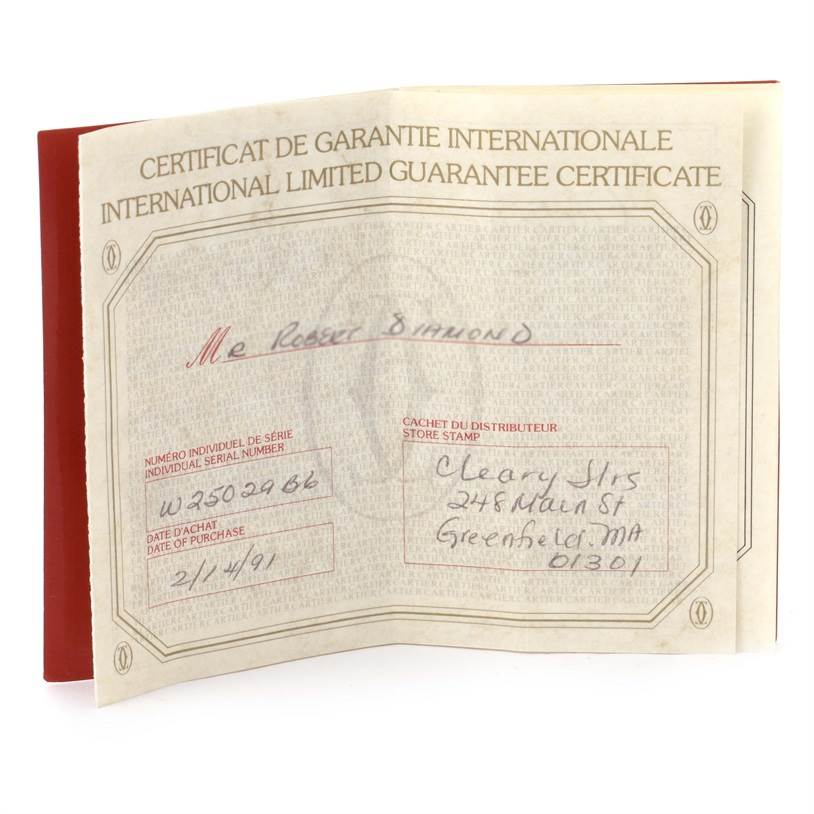 CERTIFICAT DE GARANTIE INTERNATIONALE
INTERNATIONAL LIMITED GUARANTEE CERTIFICATE
MR ROBERT DIAMOND
NUMÉRO INDIVIDUEL DE SÉRIE
INDIVIDUAL SERIAL NUMBER
W25029B6
DATE D'ACHAT
DATE OF PURCHASE
2/14/91
CACHET DU DISTRIBUTEUR
STORE STAMP
Cleary Jlrs
248 Main St
Greenfield. MA
01301